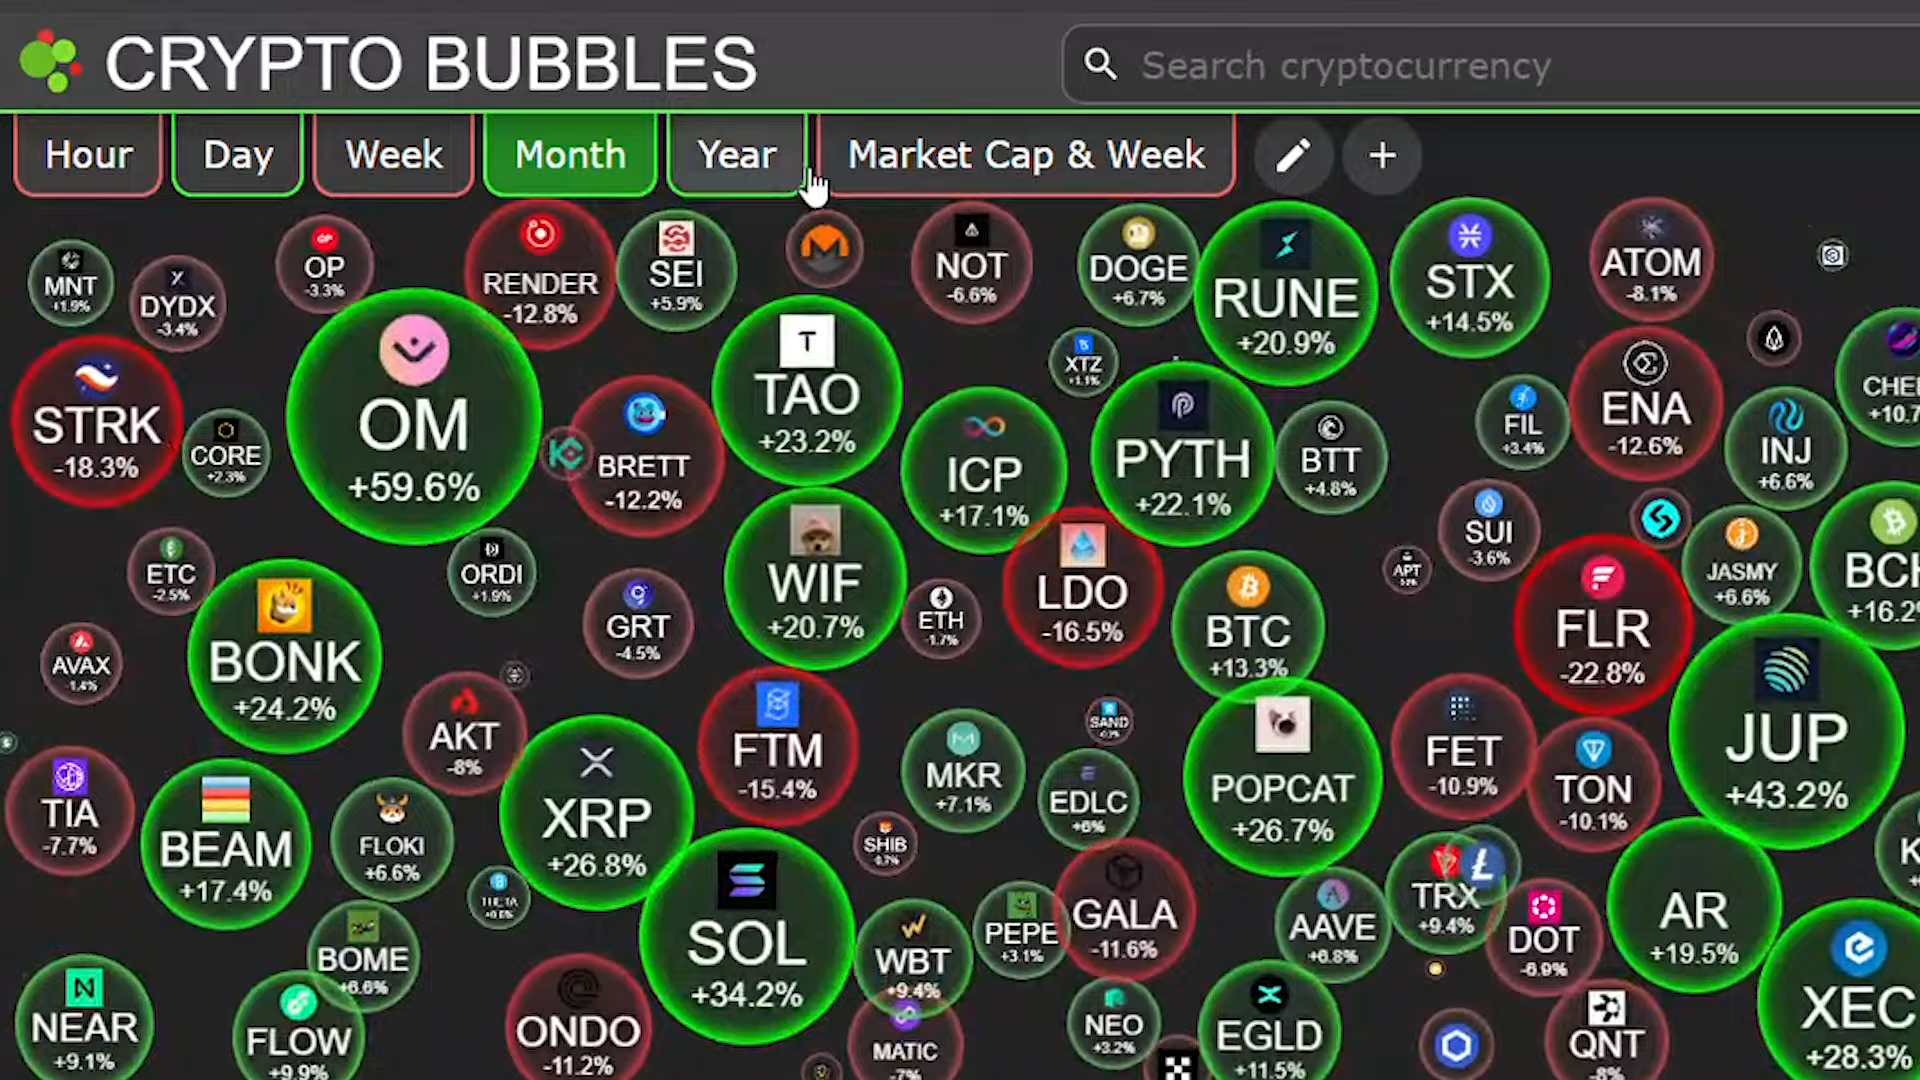 CRYPTO BUBBLES
Search cryptocurrency
Hour
Day
Week
Month
Year
Market Cap & Week
MNT
+1.9%
DYDX
-3.4%
OP
-3.3%
RENDER
-12.8%
SEI
+5.9%
NOT
-6.6%
DOGE
+6.7%
RUNE
+20.9%
STX
+14.5%
ATOM
-8.1%
STRK
-18.3%
CORE
+2.3%
OM
+59.6%
BRETT
-12.2%
T
TAO
+23.2%
ICP
+17.1%
XTZ
+1.1%
PYTH
+22.1%
BTT
+4.8%
FIL
+3.4%
ENA
-12.6%
INJ
+6.6%
+10.7
ETC
-2.5%
BONK
+24.2%
ORDI
+1.9%
GRT
-4.5%
WIF
+20.7%
ETH
-1.7%
LDO
-16.5%
BTC
+13.3%
APT
SUI
-3.6%
FLR
-22.8%
JASMY
+6.6%
+16.2%
AVAX
-1.4%
AKT
-8%
XRP
+26.8%
FTM
-15.4%
MKR
+7.1%
SAND
EDLC
+6%
POPCAT
+26.7%
FET
-10.9%
TON
-10.1%
JUP
+43.2%
TIA
-7.7%
BEAM
+17.4%
FLOKI
+6.6%
THETA
SHIB
SOL
+34.2%
WBT
+9.4%
PEPE
+3.1%
GALA
-11.6%
AAVE
+6.8%
TRX
+9.4%
DOT
-6.9%
AR
+19.5%
XEC
+28.3%
NEAR
+9.1%
BOME
+6.6%
FLOW
+9.9%
ONDO
-11.2%
MATIC
-7%
NEO
+3.2%
EGLD
+11.5%
QNT
-8%